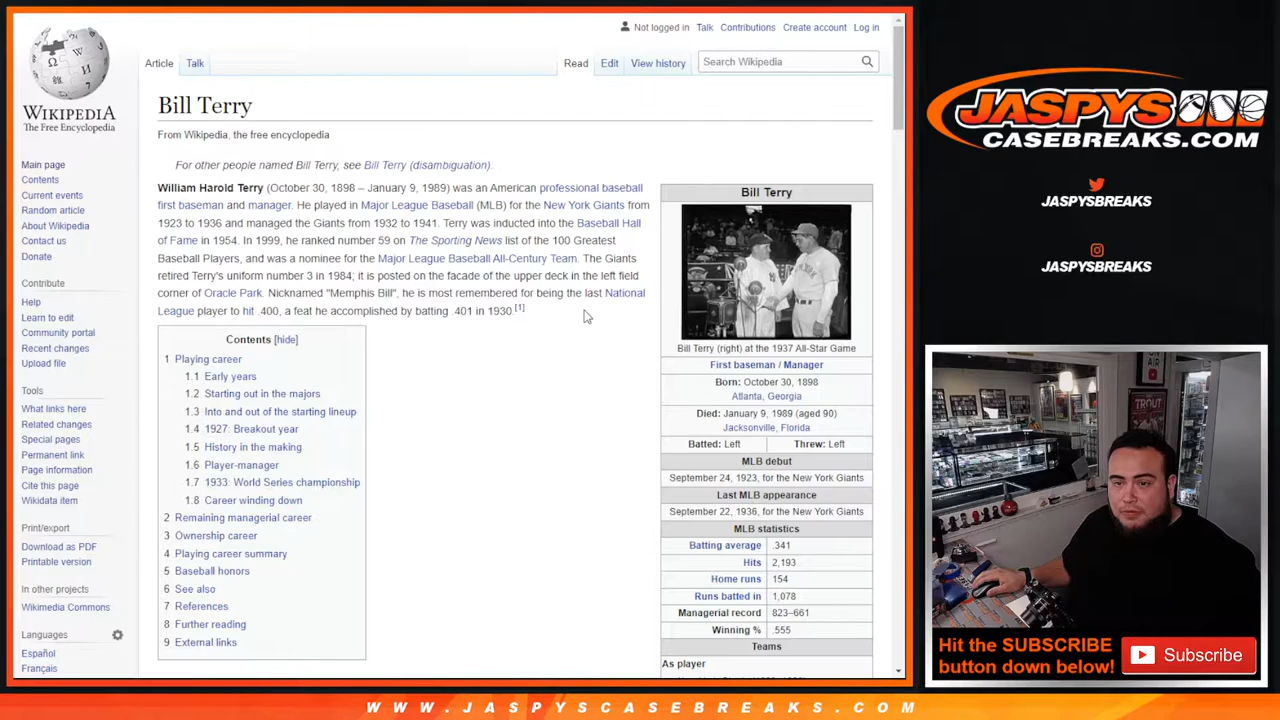 Not logged in Talk Contributions Create account Log in
Article Talk Read Edit View history Search Wikipedia
WIKIPEDIA
The Free Encyclopedia
Main page
Contents
Current events
Random article
About Wikipedia
Contact us
Donate
Contribute
Help
Learn to edit
Community portal
Recent changes
Upload file
Tools
What links here
Related changes
Special pages
Permanent link
Page information
Cite this page
Wikidata item
Print/export
Download as PDF
Printable version
In other projects
Wikimedia Commons
Languages
Español
Français
Bill Terry
From Wikipedia, the free encyclopedia
For other people named Bill Terry, see Bill Terry (disambiguation).
William Harold Terry (October 30, 1898 – January 9, 1989) was an American professional baseball
first baseman and manager. He played in Major League Baseball (MLB) for the New York Giants from
1923 to 1936 and managed the Giants from 1932 to 1941. Terry was inducted into the Baseball Hall
of Fame in 1954. In 1999, he ranked number 59 on The Sporting News list of the 100 Greatest
Baseball Players, and was a nominee for the Major League Baseball All-Century Team. The Giants
retired Terry's uniform number 3 in 1984; it is posted on the facade of the upper deck in the left field
corner of Oracle Park. Nicknamed "Memphis Bill", he is most remembered for being the last National
League player to hit .400, a feat he accomplished by batting .401 in 1930.[1]
Contents [hide]
1 Playing career
1.1 Early years
1.2 Starting out in the majors
1.3 Into and out of the starting lineup
1.4 1927: Breakout year
1.5 History in the making
1.6 Player-manager
1.7 1933: World Series championship
1.8 Career winding down
2 Remaining managerial career
3 Ownership career
4 Playing career summary
5 Baseball honors
6 See also
7 References
8 Further reading
9 External links
Bill Terry
Bill Terry (right) at the 1937 All-Star Game
First baseman / Manager
Born: October 30, 1898
Atlanta, Georgia
Died: January 9, 1989 (aged 90)
Jacksonville, Florida
Batted: Left Threw: Left
MLB debut
September 24, 1923, for the New York Giants
Last MLB appearance
September 22, 1936, for the New York Giants
MLB statistics
Batting average .341
Hits 2,193
Home runs 154
Runs batted in 1,078
Managerial record 823–661
Winning % .555
Teams
As player
JASPYS
CASEBREAKS.COM
JASPYSBREAKS
JASPYSBREAKS
ON AIR
TROUT
Hit the SUBSCRIBE
button down below!
Subscribe
WWW.JASPYSCASEBREAKS.COM